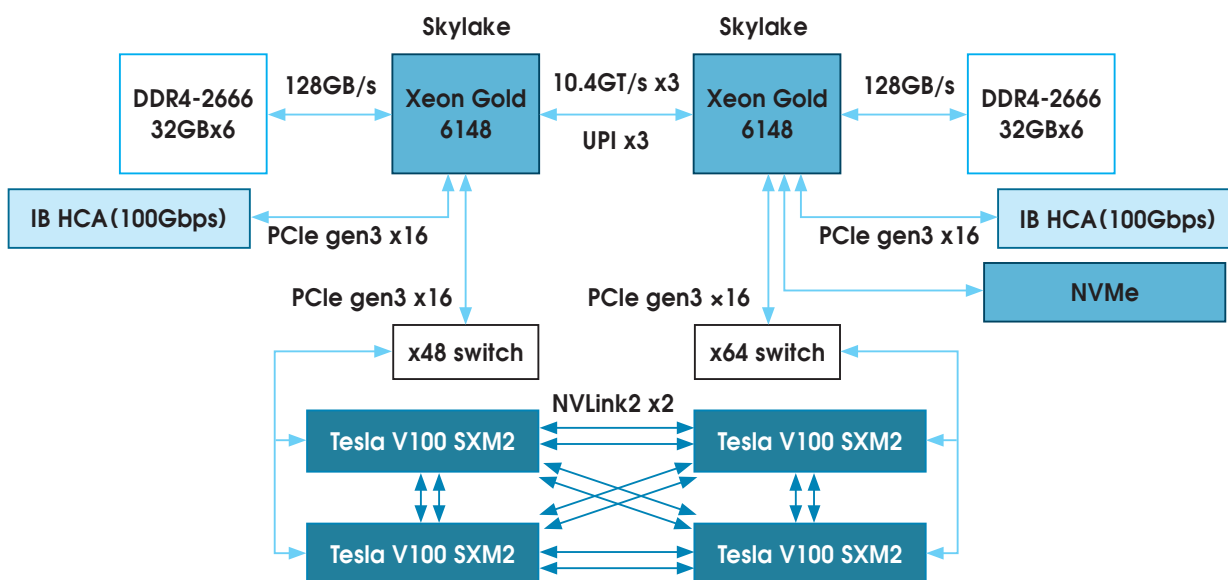 Skylake
Skylake
DDR4-2666
32GBx6
128GB/s
Xeon Gold
6148
10.4GT/s x3
UPI x3
Xeon Gold
6148
128GB/s
DDR4-2666
32GBx6
IB HCA(100Gbps)
PCIe gen3 x16
PCIe gen3 x16
IB HCA(100Gbps)
PCIe gen3 x16
PCIe gen3 ×16
NVMe
x48 switch
x64 switch
NVLink2 x2
Tesla V100 SXM2
Tesla V100 SXM2
Tesla V100 SXM2
Tesla V100 SXM2